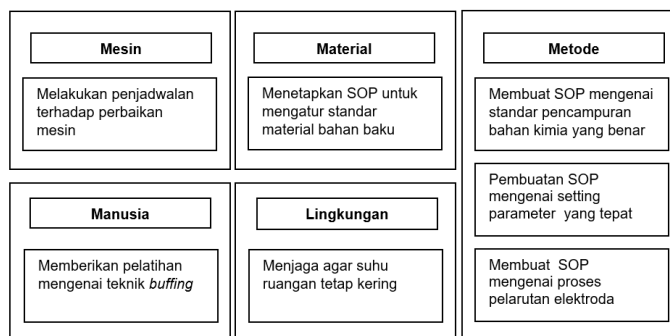 Mesin
Melakukan penjadwalan
terhadap perbaikan
mesin
Material
Menetapkan SOP untuk
mengatur standar
material bahan baku
Metode
Membuat SOP mengenai
standar pencampuran
bahan kimia yang benar
Pembuatan SOP
mengenai setting
parameter yang tepat
Membuat SOP
mengenai proses
pelarutan elektroda
Manusia
Memberikan pelatihan
mengenai teknik buffing
Lingkungan
Menjaga agar suhu
ruangan tetap kering